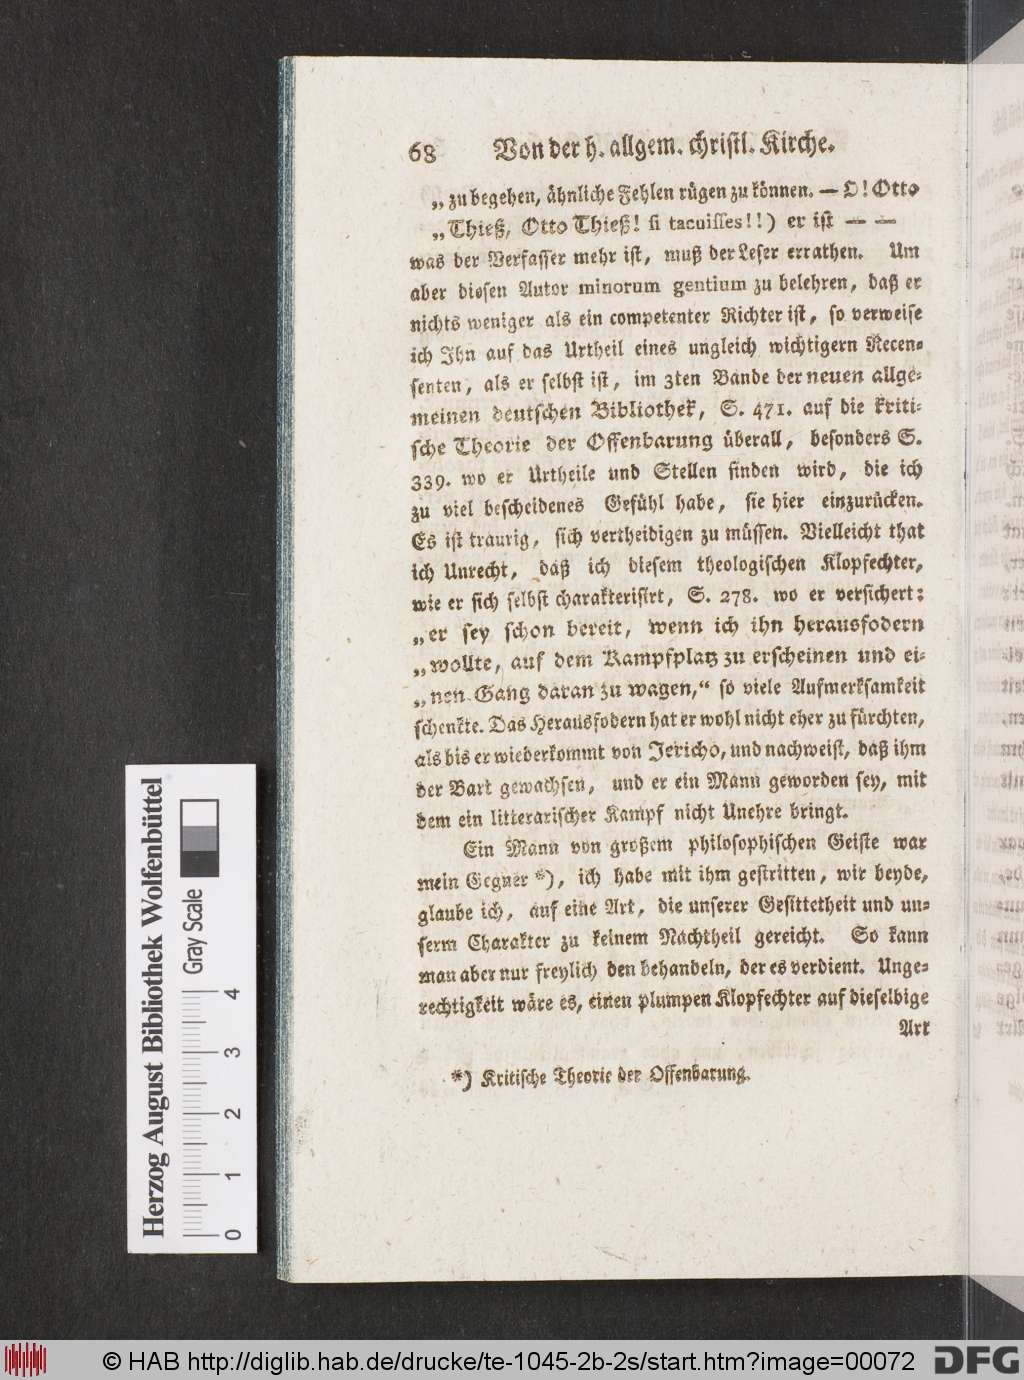 68 Von der h. allgem. christl. Kirche.
„zu begehen, ähnliche Fehlen rügen zu können. — O! Otto
„Thieß, Otto Thieß! si tacuisses!!) er ist — —
was der Verfasser mehr ist, muß der Leser errathen. Um
aber diesen Autor minorum gentium zu belehren, daß er
nichts weniger als ein competenter Richter ist, so verweise
ich Ihn auf das Urtheil eines ungleich wichtigern Recen-
senten, als er selbst ist, im 3ten Bande der neuen allge-
meinen deutschen Bibliothek, S. 471. auf die kriti-
sche Theorie der Offenbarung überall, besonders S.
339. wo er Urtheile und Stellen finden wird, die ich
zu viel bescheidenes Gefühl habe, sie hier einzurücken.
Es ist traurig, sich vertheidigen zu müssen. Vielleicht that
ich Unrecht, daß ich diesem theologischen Klopfechter,
wie er sich selbst charakterisirt, S. 278. wo er versichert:
„er sey schon bereit, wenn ich ihn herausfodern
„wollte, auf dem Kampfplatz zu erscheinen und ei-
„nen Gang daran zu wagen,“ so viele Aufmerksamkeit
schenkte. Das Herausfodern hat er wohl nicht eher zu fürchten,
als bis er wiederkommt von Jericho, und nachweist, daß ihm
der Bart gewachsen, und er ein Mann geworden sey, mit
dem ein litterarischer Kampf nicht Unehre bringt.
Ein Mann von großem philosophischen Geiste war
mein Gegner *), ich habe mit ihm gestritten, wir beyde,
glaube ich, auf eine Art, die unserer Gesittetheit und un-
serm Charakter zu keinem Nachtheil gereicht. So kann
man aber nur freylich den behandeln, der es verdient. Unge-
rechtigkeit wäre es, einen plumpen Klopfechter auf dieselbige
Art
*) Kritische Theorie der Offenbarung.
Herzog August Bibliothek Wolfenbüttel
Gray Scale
0 1 2 3 4
© HAB http://diglib.hab.de/drucke/te-1045-2b-2s/start.htm?image=00072
DFG